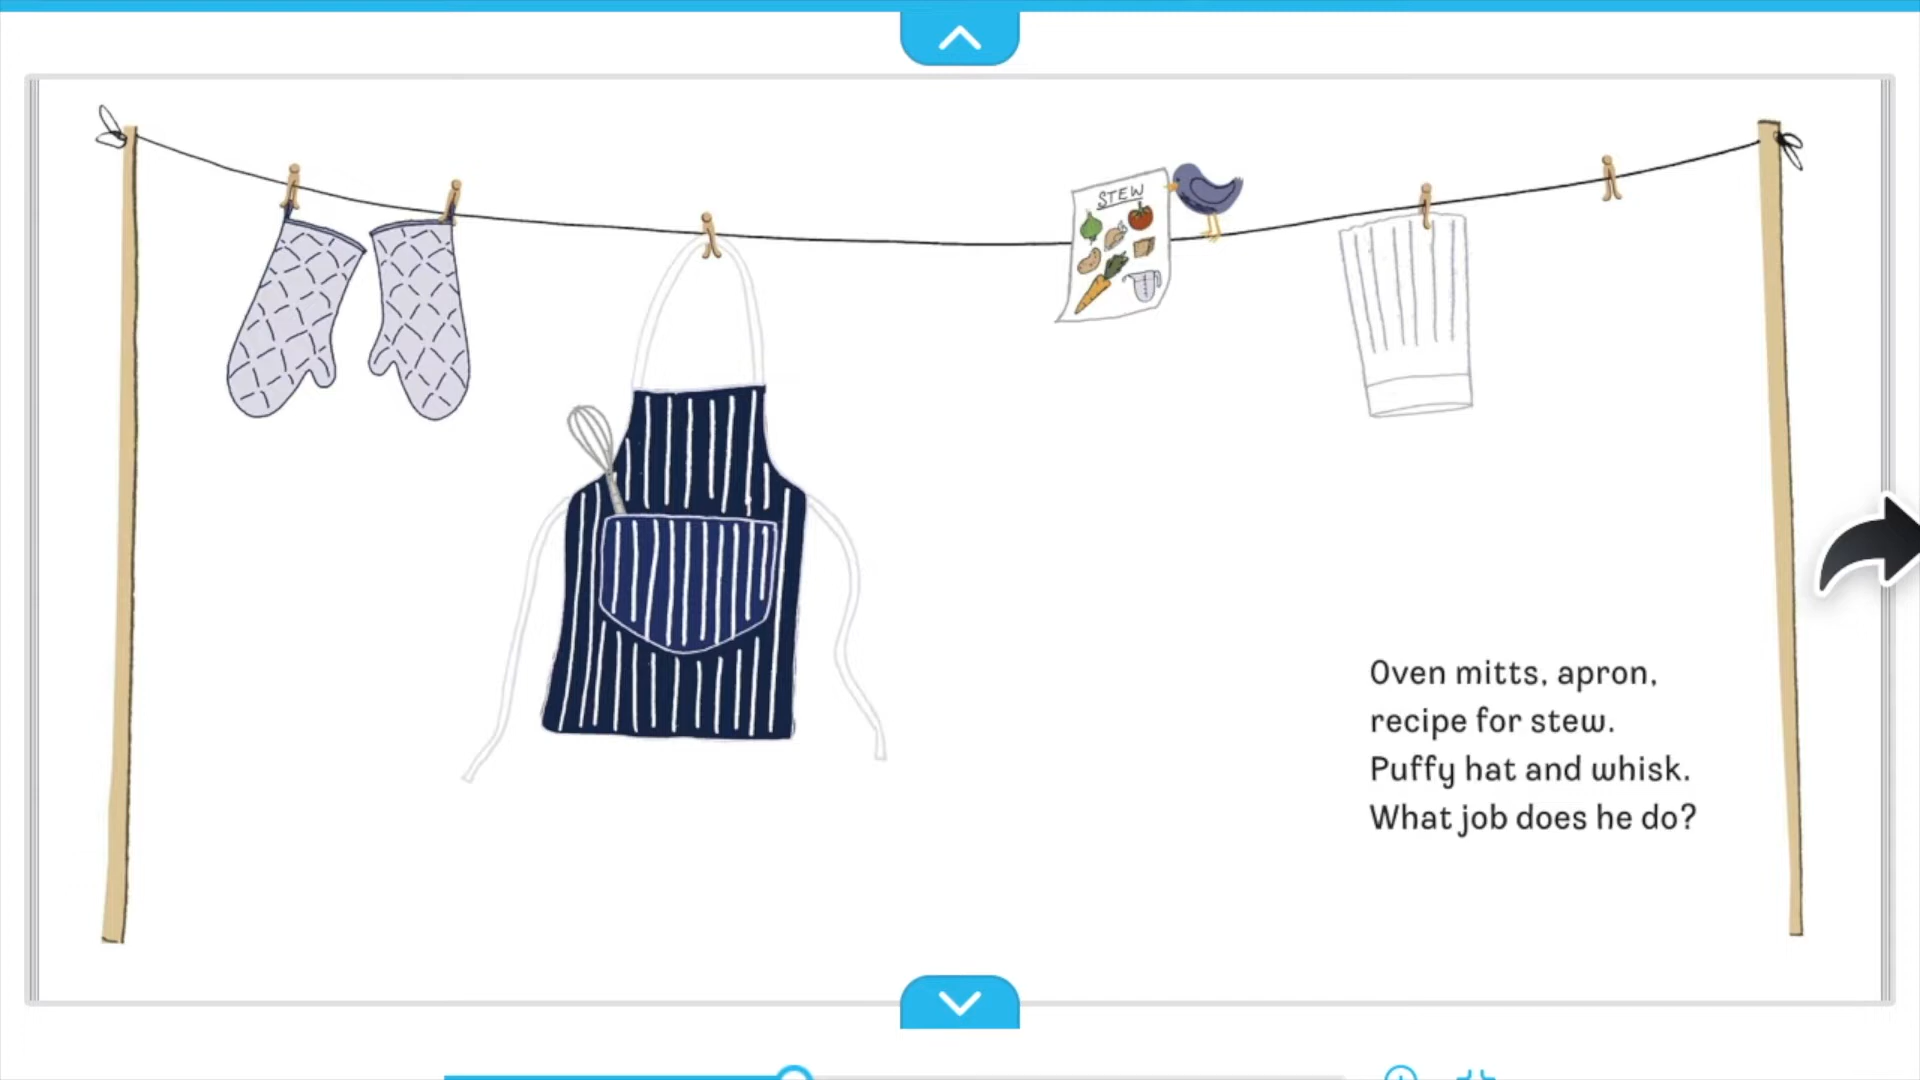 STEW
Oven mitts, apron,
recipe for stew.
Puffy hat and whisk.
What job does he do?